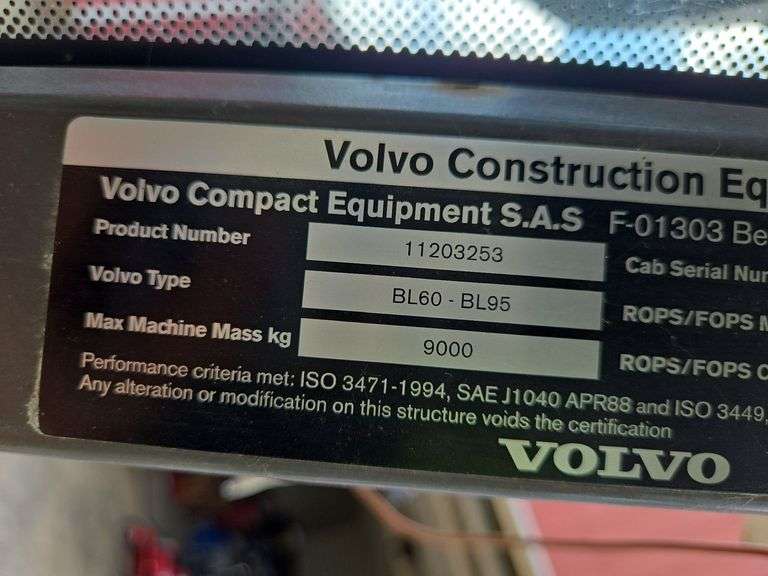 Volvo Construction Eq
Volvo Compact Equipment S.A.S F-01303 Be
Product Number 11203253 Cab Serial Nu
Volvo Type BL60 - BL95 ROPS/FOPS
Max Machine Mass kg 9000 ROPS/FOPS
Performance criteria met: ISO 3471-1994, SAE J1040 APR88 and ISO 3449,
Any alteration or modification on this structure voids the certification
VOLVO